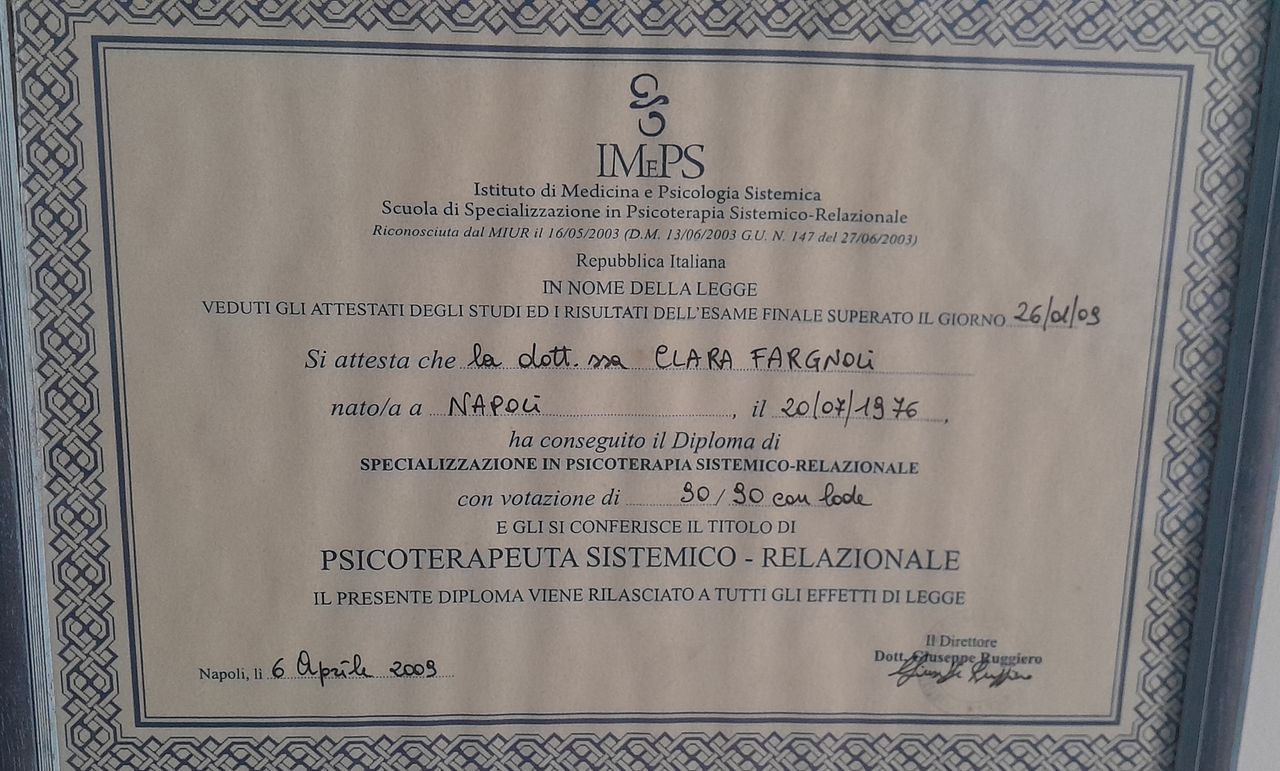 IMePS
Istituto di Medicina e Psicologia Sistemica
Scuola di Specializzazione in Psicoterapia Sistemico-Relazionale
Riconosciuta dal MIUR il 16/05/2003 (D.M. 13/06/2003 G.U. N. 147 del 27/06/2003)
Repubblica Italiana
IN NOME DELLA LEGGE
VEDUTI GLI ATTESTATI DEGLI STUDI ED I RISULTATI DELL'ESAME FINALE SUPERATO IL GIORNO
Si attesta che la dott.ssa CLARA FARGNOLI
nato/a a NAPOLI, il 20/07/1976,
ha conseguito il Diploma di
SPECIALIZZAZIONE IN PSICOTERAPIA SISTEMICO-RELAZIONALE
con votazione di 90/90 con lode
E GLI SI CONFERISCE IL TITOLO DI
PSICOTERAPEUTA SISTEMICO - RELAZIONALE
IL PRESENTE DIPLOMA VIENE RILASCIATO A TUTTI GLI EFFETTI DI LEGGE
Il Direttore
Dott. Giuseppe Ruggiero
Napoli, lì 6 Aprile 2009
Giuseppe Ruggiero